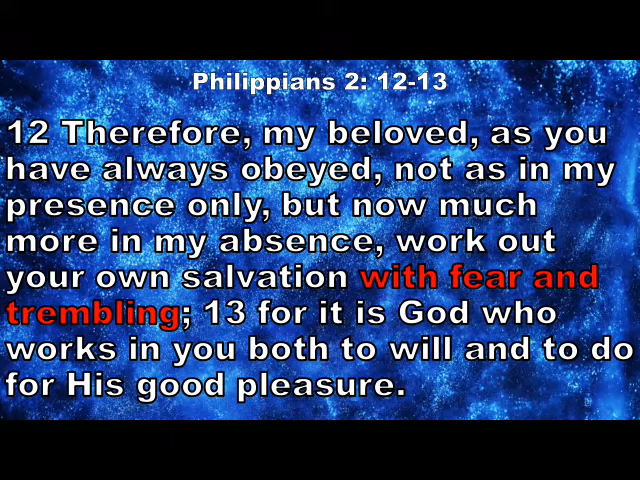 Philippians 2: 12-13
12 Therefore, my beloved, as you
have always obeyed, not as in my
presence only, but now much
more in my absence, work out
your own salvation with fear and
trembling; 13 for it is God who
works in you both to will and to do
for His good pleasure.